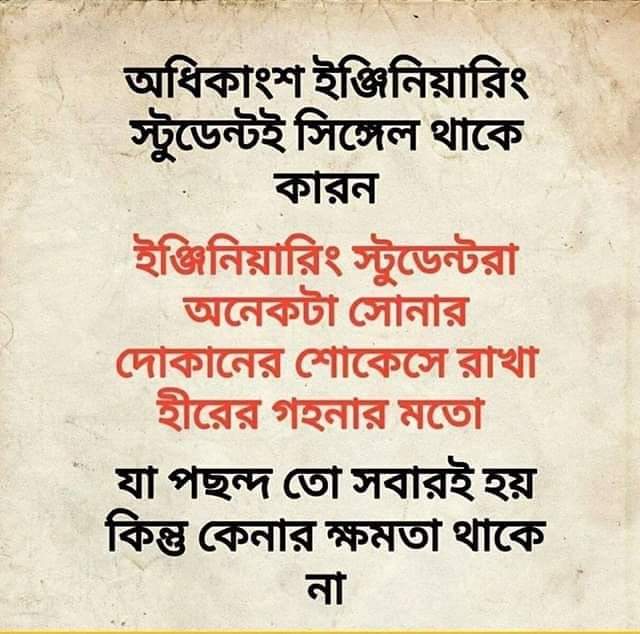 অধিকাংশ ইঞ্জিনিয়ারিং
স্টুডেন্টই সিঙ্গেল থাকে
কারন
ইঞ্জিনিয়ারিং স্টুডেন্টরা
অনেকটা সোনার
দোকানের শোকেসে রাখা
হীরের গহনার মতো
যা পছন্দ তো সবারই হয়
কিন্তু কেনার ক্ষমতা থাকে
না